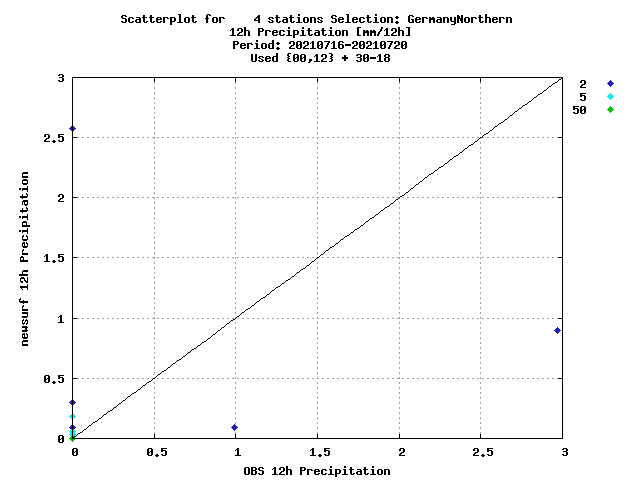 Scatterplot for    4 stations Selection: GermanyNorthern
12h Precipitation [mm/12h]
Period: 20210716-20210720
Used {00,12} + 30-18
3
2.5
2
1.5
1
0.5
0
newsurf 12h Precipitation
0 0.5 1 1.5 2 2.5 3
OBS 12h Precipitation
2
5
50